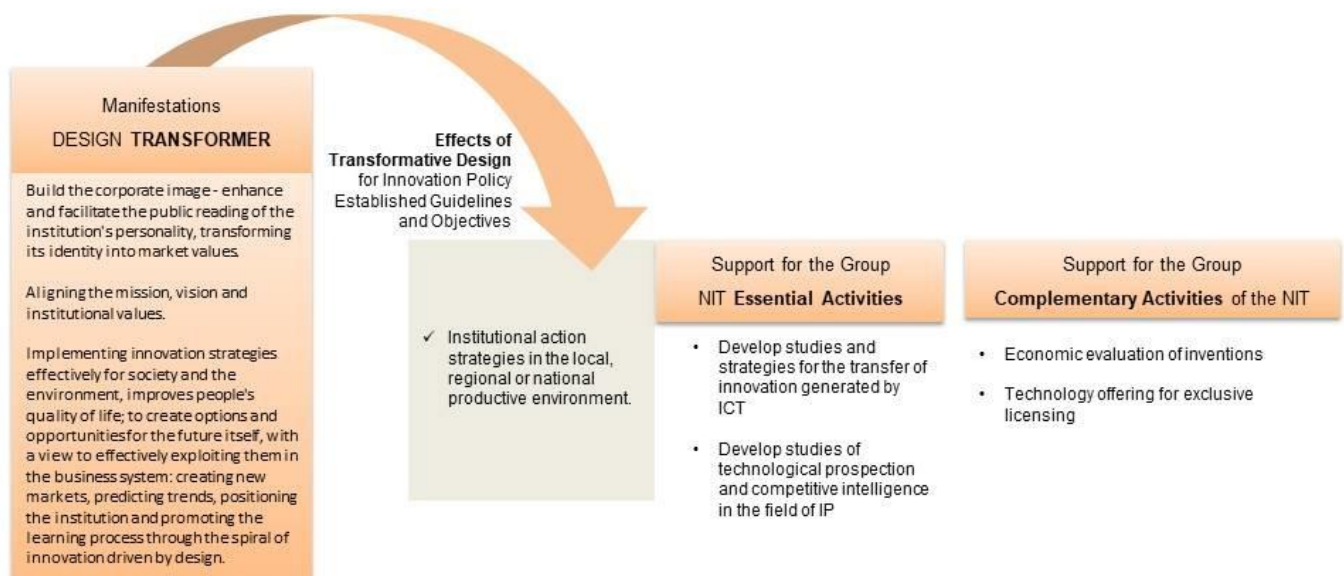 Manifestations
DESIGN TRANSFORMER
Build the corporate image - enhance
and facilitate the public reading of the
institution's personality, transforming
its identity into market values.
Aligning the mission, vision and
institutional values.
Implementing innovation strategies
effectively for society and the
environment, improves people's
quality of life; to create options and
opportunities for the future itself, with
a view to effectively exploiting them in
the business system: creating new
markets, predicting trends, positioning
the institution and promoting the
learning process through the spiral of
innovation driven by design.
Effects of
Transformative Design
for Innovation Policy
Established Guidelines
and Objectives
✓ Institutional action
strategies in the local,
regional or national
productive environment.
Support for the Group
NIT Essential Activities
• Develop studies and
strategies for the transfer of
innovation generated by
ICT
• Develop studies of
technological prospection
and competitive intelligence
in the field of IP
Support for the Group
Complementary Activities of the NIT
• Economic evaluation of inventions
• Technology offering for exclusive
licensing